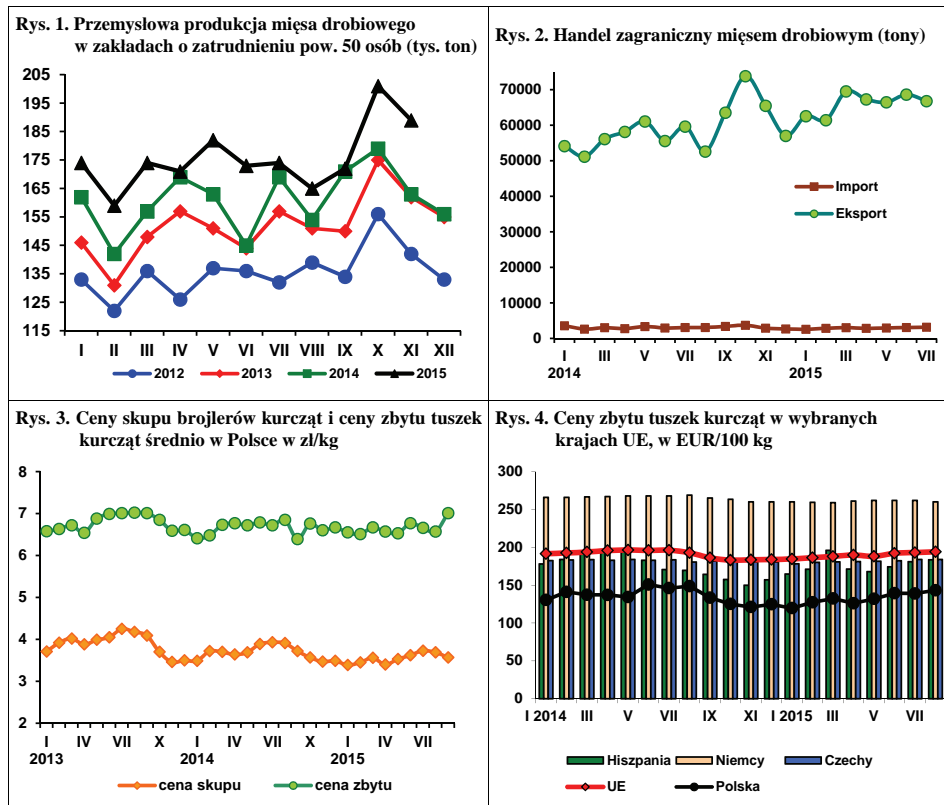 Rys. 1. Przemysłowa produkcja mięsa drobiowego
w zakładach o zatrudnieniu pow. 50 osób (tys. ton)
205
195
185
175
165
155
145
135
125
115
I II III IV V VI VII VIII IX X XI XII
2012 2013 2014 2015
Rys. 2. Handel zagraniczny mięsem drobiowym (tony)
80000
70000
60000
50000
40000
30000
20000
10000
0
Import
Eksport
I III V VII IX XI I III V VII
2014 2015
Rys. 3. Ceny skupu brojlerów kurcząt i ceny zbytu tuszek
kurcząt średnio w Polsce w zł/kg
8
7
6
5
4
3
2
I IV VII X I IV VII X I IV VII
2013 2014 2015
cena skupu cena zbytu
Rys. 4. Ceny zbytu tuszek kurcząt w wybranych
krajach UE, w EUR/100 kg
300
250
200
150
100
50
0
I 2014 III V VII IX XI I 2015 III V VII
Hiszpania Niemcy Czechy
UE Polska